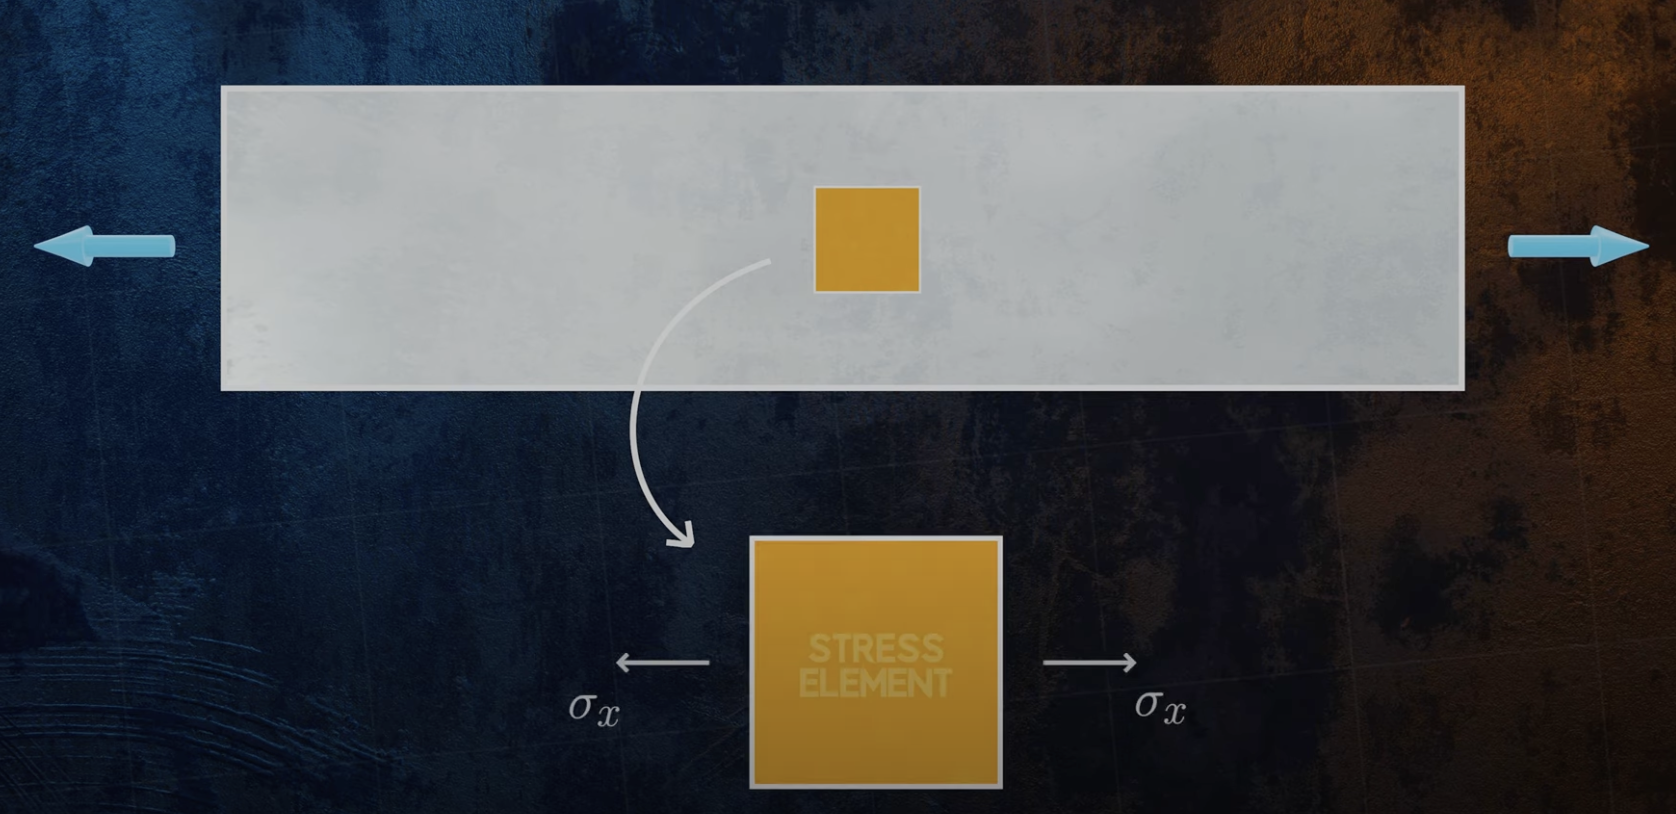 STRESS
ELEMENT
σₓ
σₓ